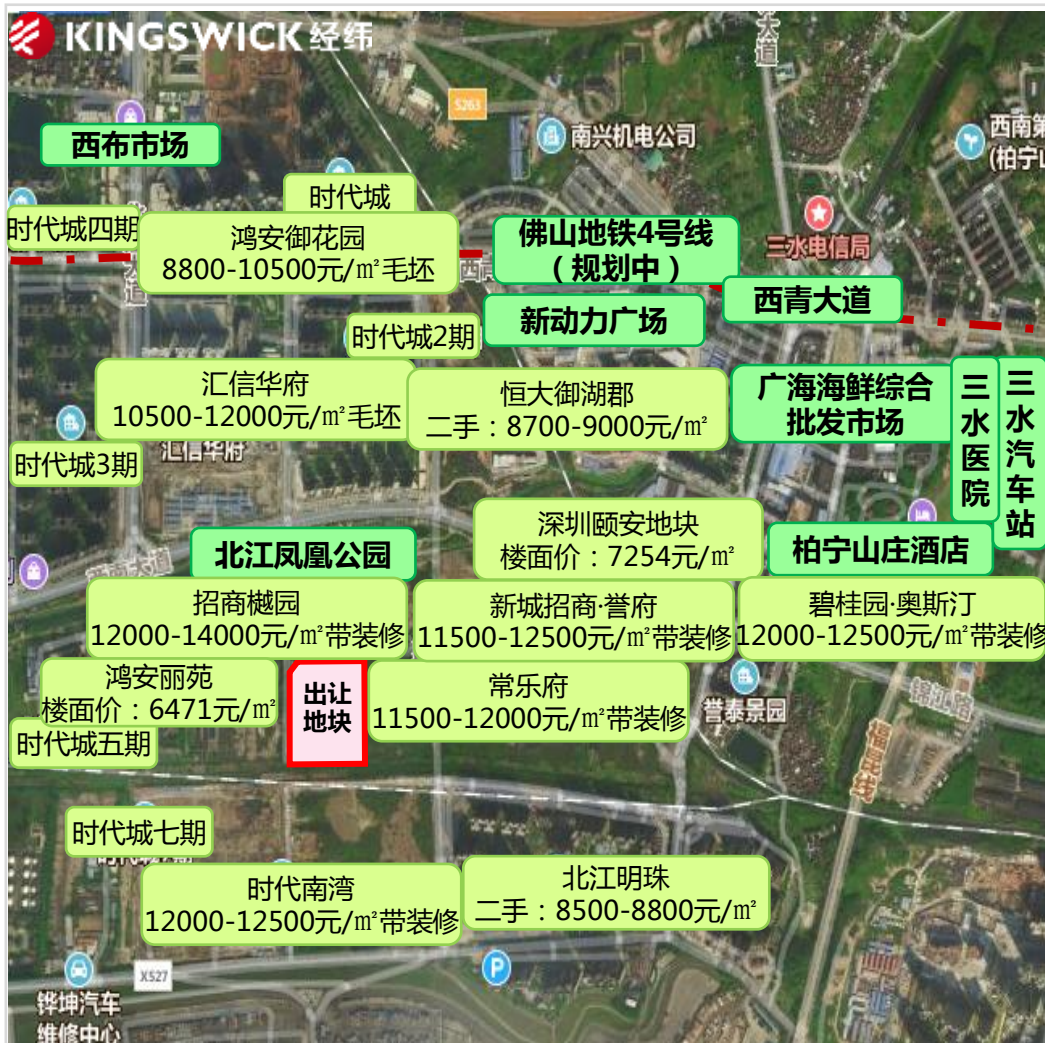 KINGSWICK 经纬
大道
S263
南兴机电公司
西布市场
西南第
(柏宁山
时代城
时代城四期
鸿安御花园
8800-10500元/㎡毛坯
佛山地铁4号线
（规划中）
三水电信局
大道
西青
西青大道
新动力广场
时代城2期
汇信华府
10500-12000元/㎡毛坯
恒大御湖郡
二手：8700-9000元/㎡
广海海鲜综合
批发市场
三水医院
三水汽车站
汇信华府
时代城3期
深圳颐安地块
楼面价：7254元/㎡
北江凤凰公园
柏宁山庄酒店
大道
招商樾园
12000-14000元/㎡带装修
新城招商·誉府
11500-12500元/㎡带装修
碧桂园·奥斯汀
12000-12500元/㎡带装修
鸿安丽苑
楼面价：6471元/㎡
出让
地块
常乐府
11500-12000元/㎡带装修
誉泰景园
锦江路
时代城五期
时代城七期
时代南湾
12000-12500元/㎡带装修
北江明珠
二手：8500-8800元/㎡
X527
P
铧坤汽车
维修中心